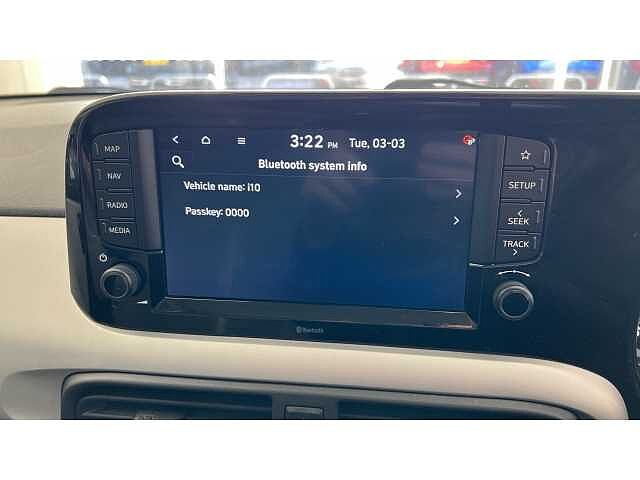 MAP
NAV
RADIO
MEDIA
3:22 PM Tue, 03-03
Bluetooth system info
Vehicle name: i10
Passkey: 0000
SETUP
SEEK
TRACK
Bluetooth